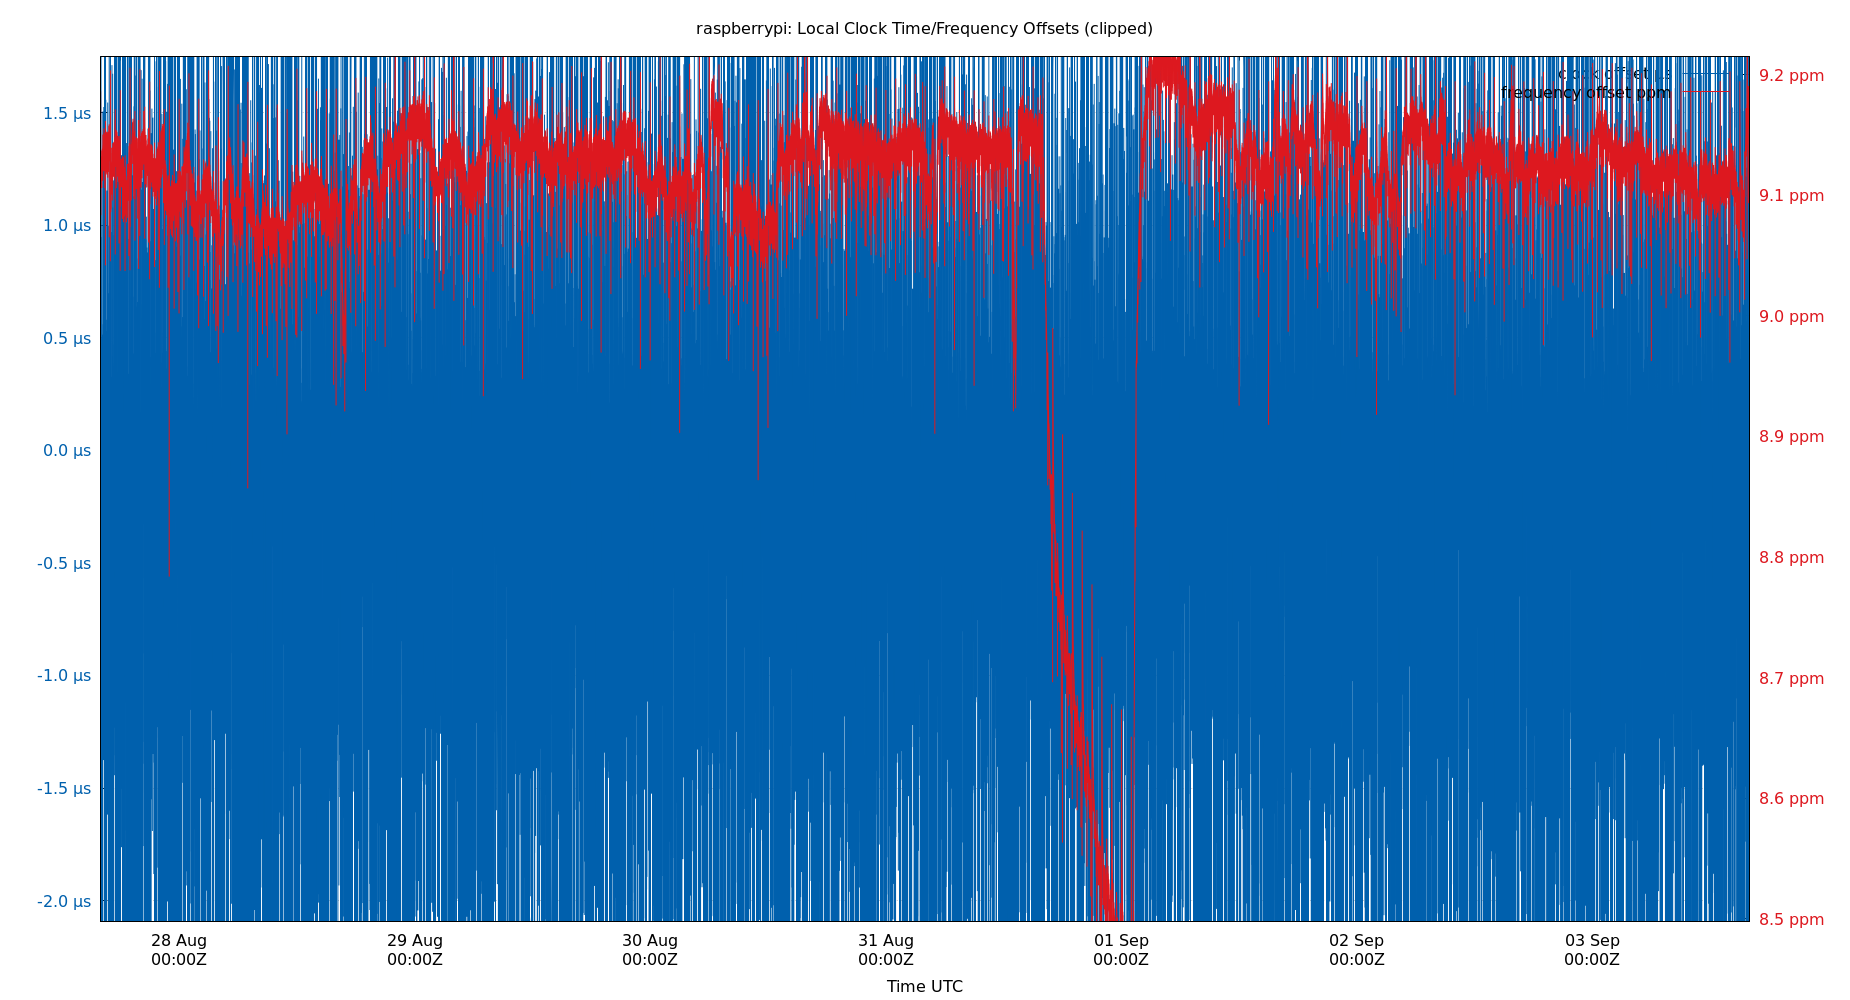 raspberrypi: Local Clock Time/Frequency Offsets (clipped)
clock offset µs
frequency offset ppm
1.5 µs
1.0 µs
0.5 µs
0.0 µs
-0.5 µs
-1.0 µs
-1.5 µs
-2.0 µs
9.2 ppm
9.1 ppm
9.0 ppm
8.9 ppm
8.8 ppm
8.7 ppm
8.6 ppm
8.5 ppm
28 Aug
00:00Z
29 Aug
00:00Z
30 Aug
00:00Z
31 Aug
00:00Z
01 Sep
00:00Z
02 Sep
00:00Z
03 Sep
00:00Z
Time UTC